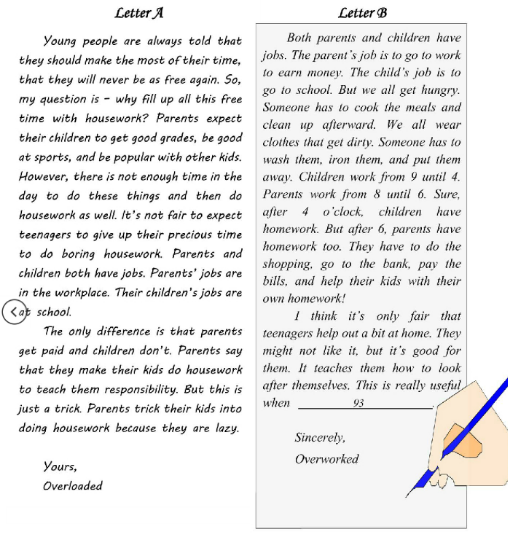 Letter A
Young people are always told that
they should make the most of their time,
that they will never be as free again. So,
my question is – why fill up all this free
time with housework? Parents expect
their children to get good grades, be good
at sports, and be popular with other kids.
However, there is not enough time in the
day to do these things and then do
housework as well. It's not fair to expect
teenagers to give up their precious time
to do boring housework. Parents and
children both have jobs. Parents' jobs are
in the workplace. Their children's jobs are
at school.
The only difference is that parents
get paid and children don't. Parents say
that they make their kids do housework
to teach them responsibility. But this is
just a trick. Parents trick their kids into
doing housework because they are lazy.
Yours,
Overloaded
Letter B
Both parents and children have
jobs. The parent's job is to go to work
to earn money. The child's job is to
go to school. But we all get hungry.
Someone has to cook the meals and
clean up afterward. We all wear
clothes that get dirty. Someone has to
wash them, iron them, and put them
away. Children work from 9 until 4.
Parents work from 8 until 6. Sure,
after 4 o'clock, children have
homework. But after 6, parents have
homework too. They have to do the
shopping, go to the bank, pay the
bills, and help their kids with their
own homework!
I think it's only fair that
teenagers help out a bit at home. They
might not like it, but it's good for
them. It teaches them how to look
after themselves. This is really useful
when 93 .
Sincerely,
Overworked